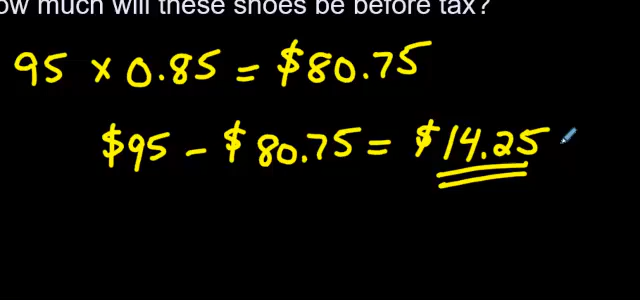 ow much will these shoes be before tax?
95 × 0.85 = $80.75
$95 - $80.75 = $14.25